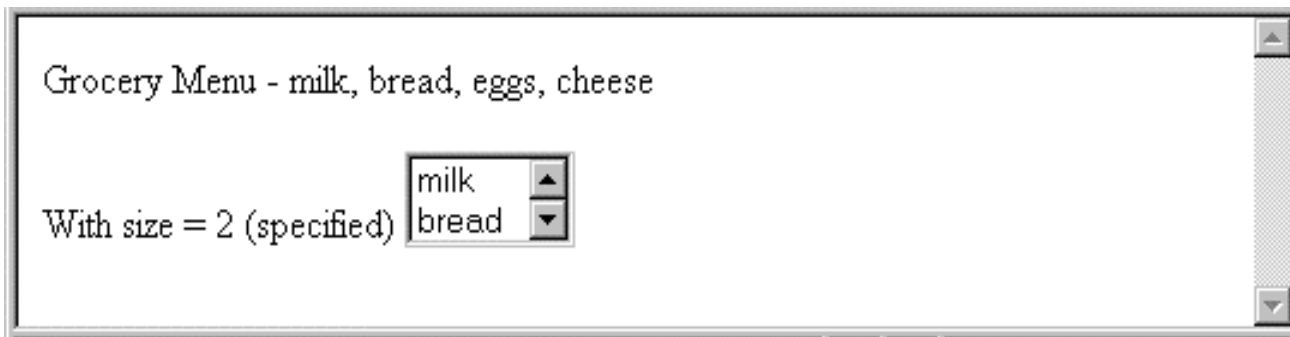 Grocery Menu - milk, bread, eggs, cheese
milk
With size = 2 (specified) bread